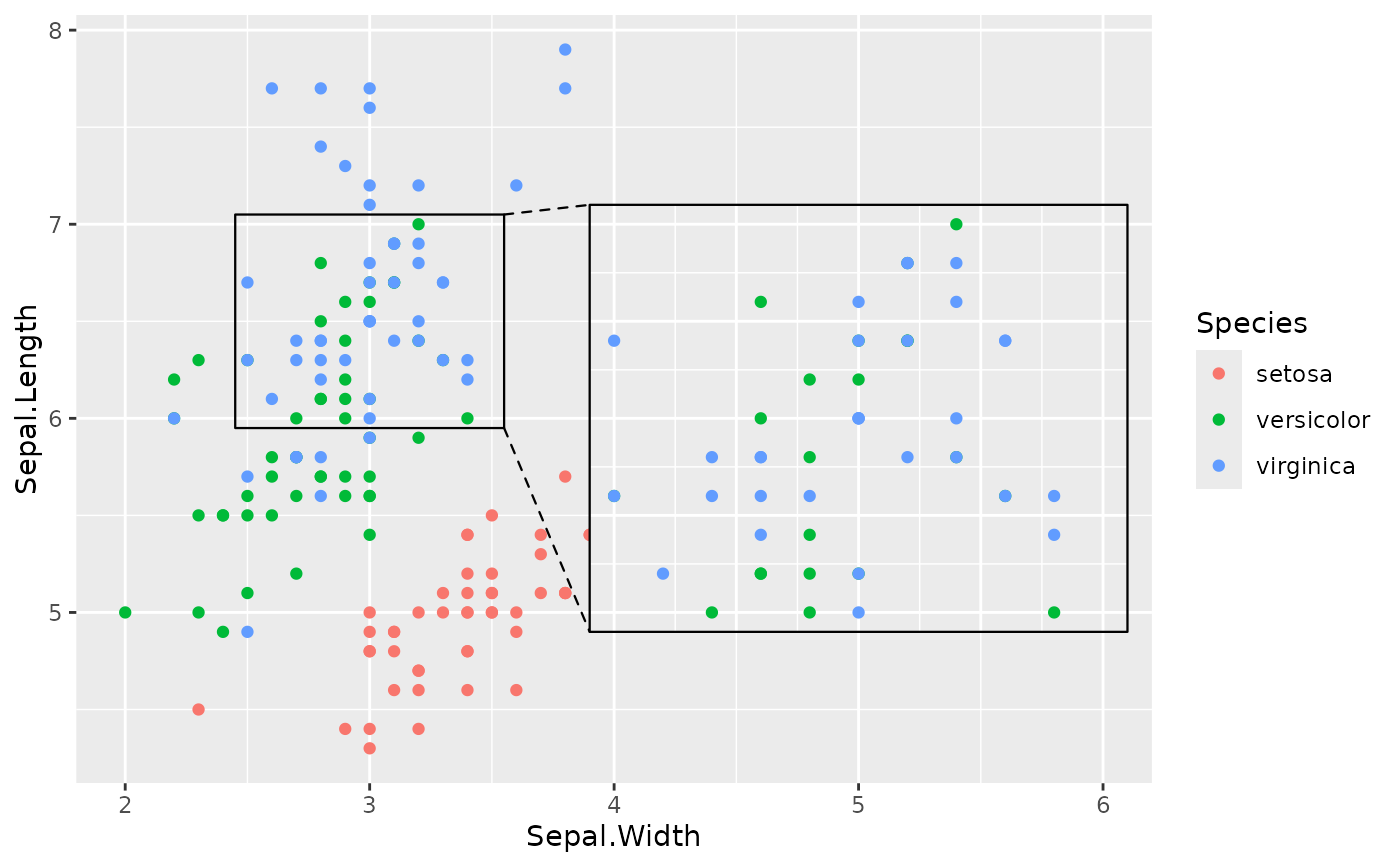 8
7
6
5
Sepal.Length
2 3 4 5 6
Sepal.Width
Species
setosa
versicolor
virginica